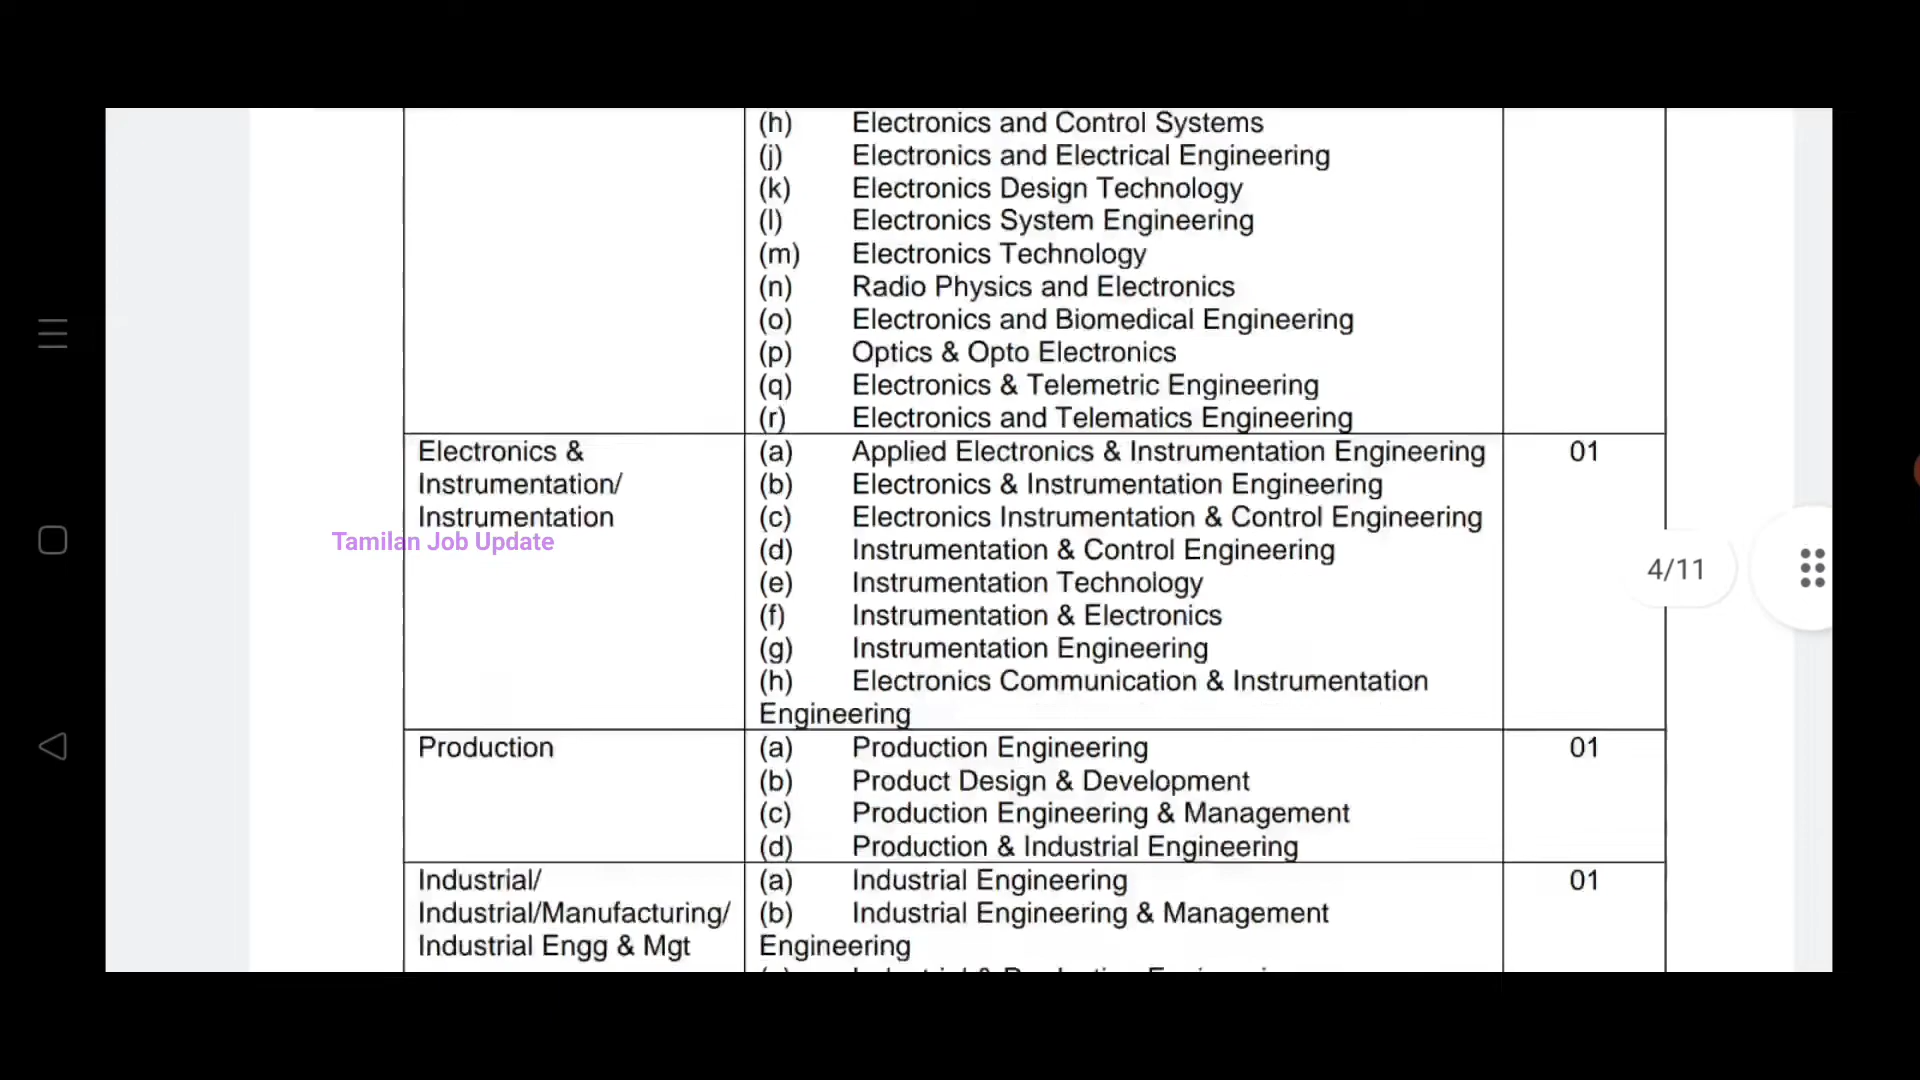 (h) Electronics and Control Systems
(j) Electronics and Electrical Engineering
(k) Electronics Design Technology
(l) Electronics System Engineering
(m) Electronics Technology
(n) Radio Physics and Electronics
(o) Electronics and Biomedical Engineering
(p) Optics & Opto Electronics
(q) Electronics & Telemetric Engineering
(r) Electronics and Telematics Engineering
Electronics & (a) Applied Electronics & Instrumentation Engineering 01
Instrumentation/ (b) Electronics & Instrumentation Engineering
Instrumentation (c) Electronics Instrumentation & Control Engineering
Tamilan Job Update
(d) Instrumentation & Control Engineering
4/11
(e) Instrumentation Technology
(f) Instrumentation & Electronics
(g) Instrumentation Engineering
(h) Electronics Communication & Instrumentation
Engineering
Production (a) Production Engineering 01
(b) Product Design & Development
(c) Production Engineering & Management
(d) Production & Industrial Engineering
Industrial/ (a) Industrial Engineering 01
Industrial/Manufacturing/ (b) Industrial Engineering & Management
Industrial Engg & Mgt Engineering